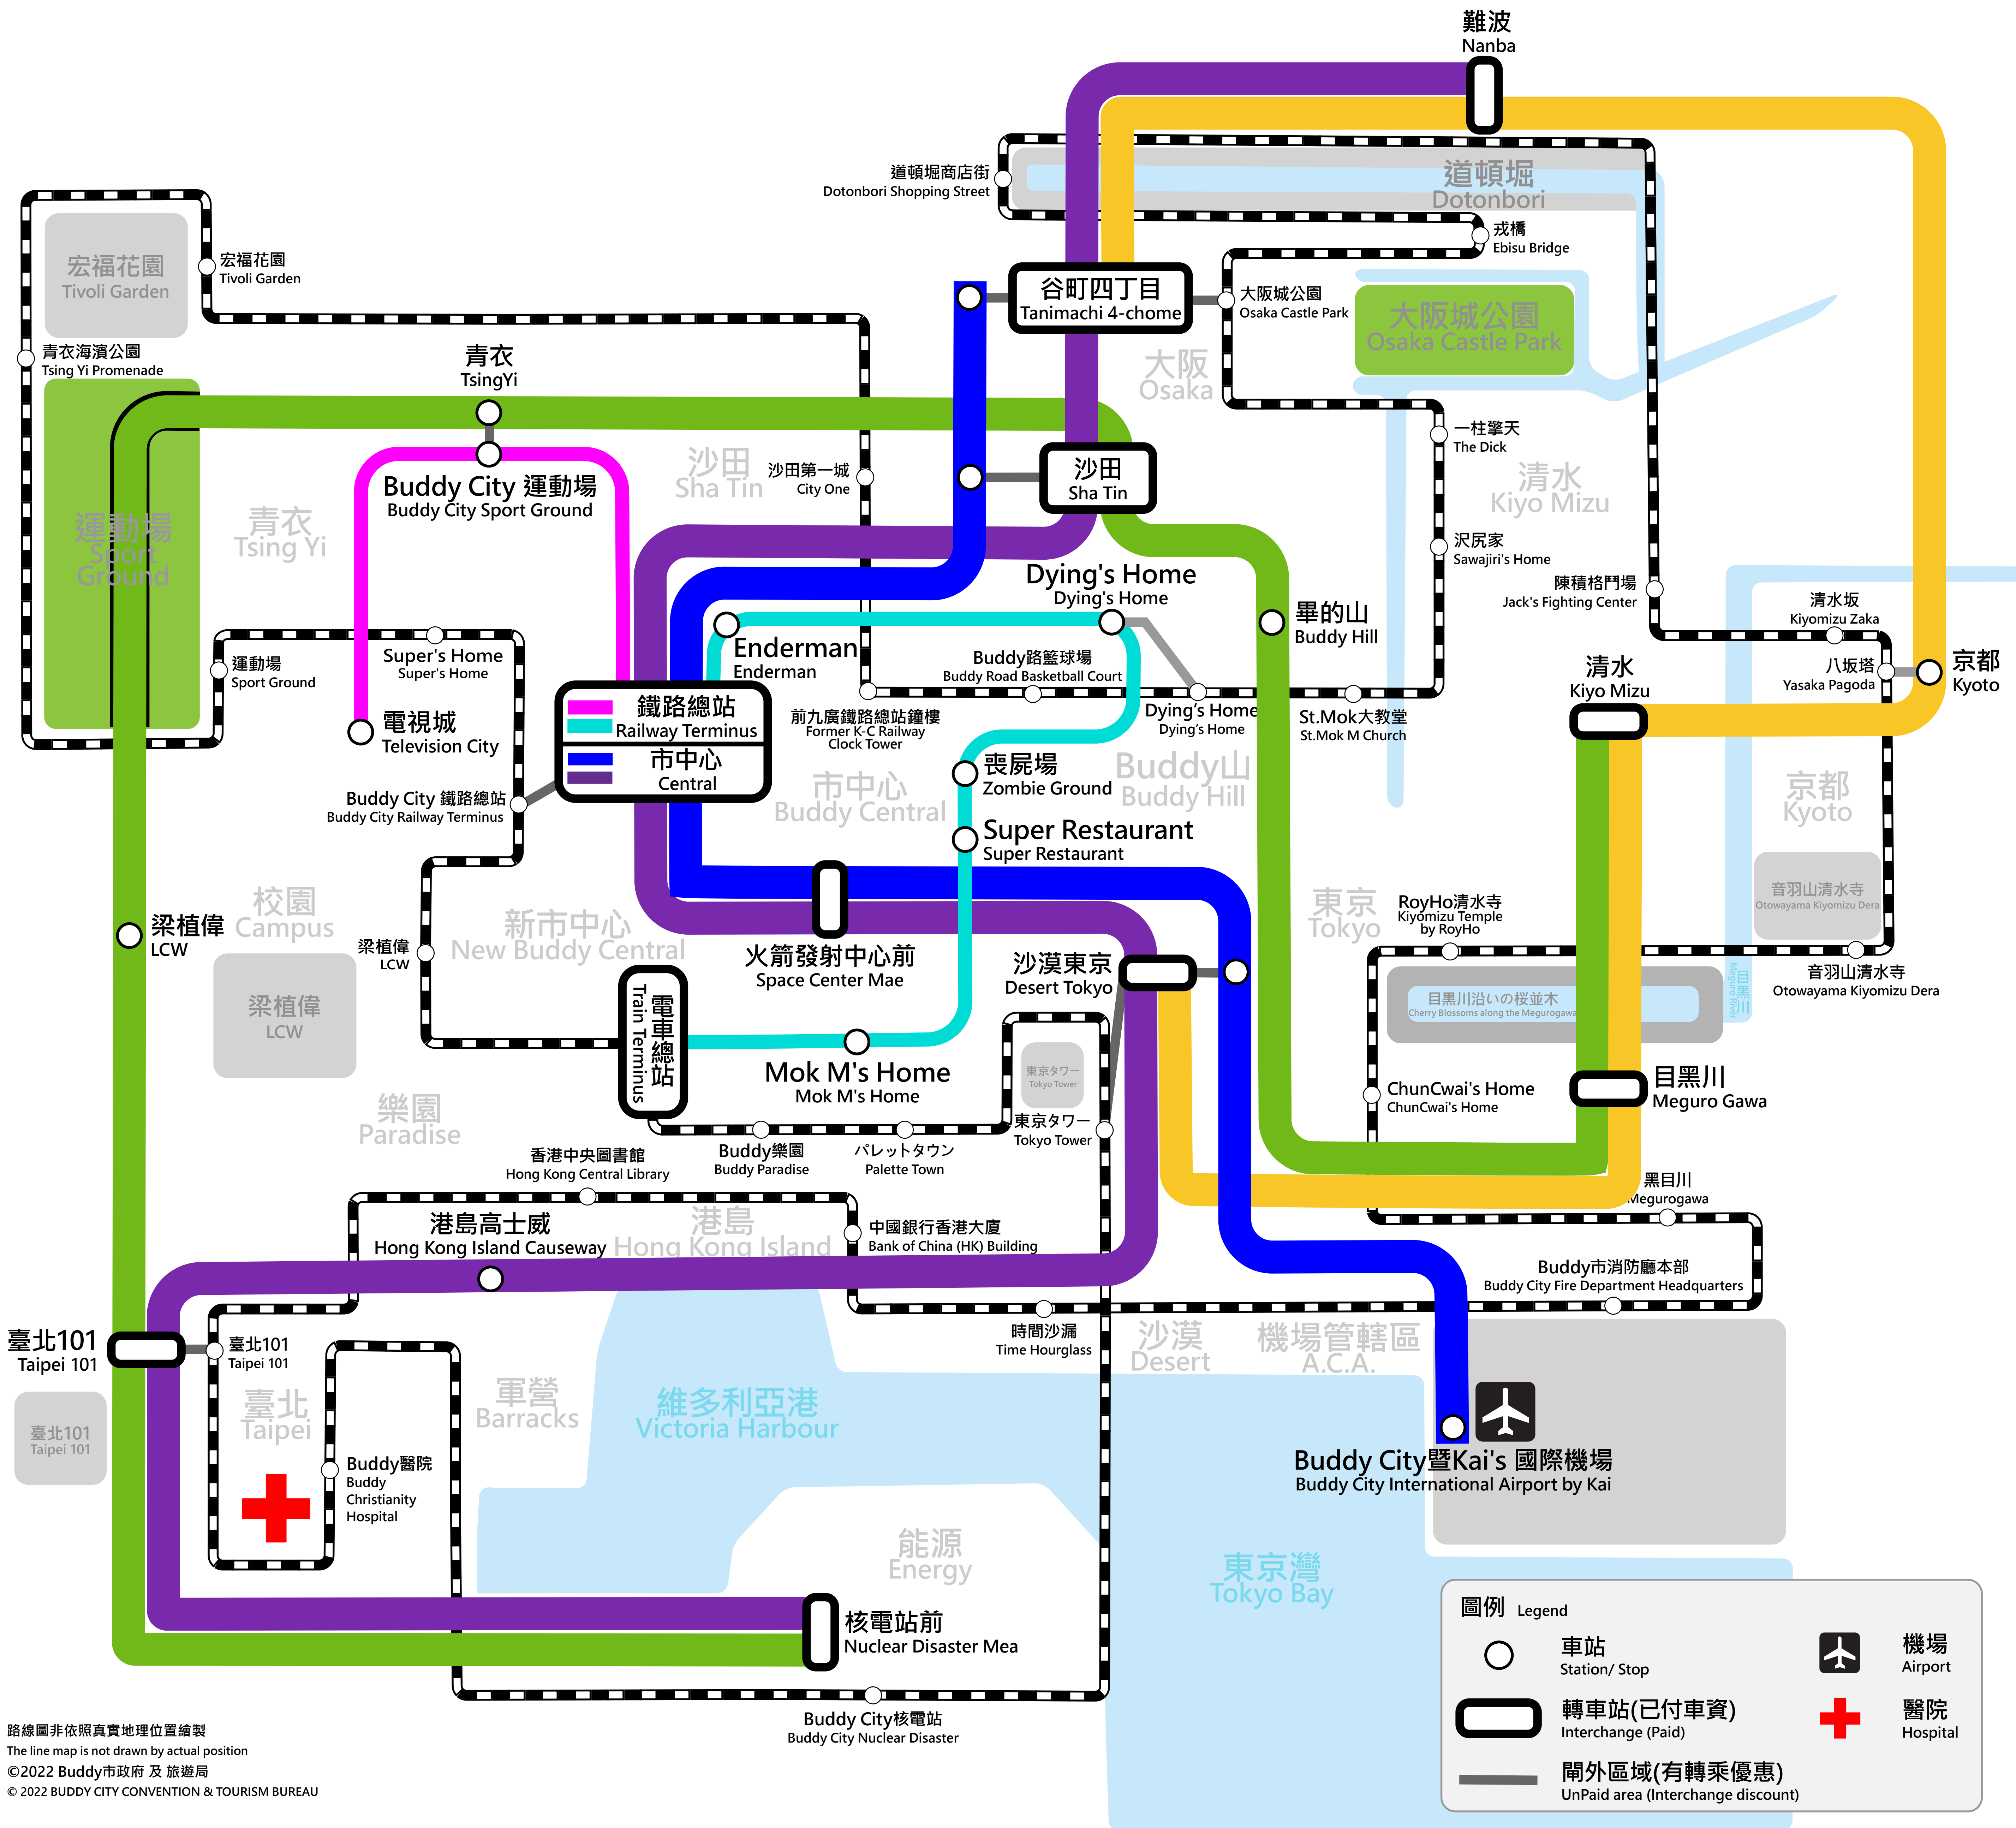 難波
Nanba
道頓堀商店街
Dotonbori Shopping Street
道頓堀
Dotonbori
戎橋
Ebisu Bridge
宏福花園
Tivoli Garden
宏福花園
Tivoli Garden
谷町四丁目
Tanimachi 4-chome
大阪城公園
Osaka Castle Park
大阪城公園
Osaka Castle Park
青衣海濱公園
Tsing Yi Promenade
青衣
TsingYi
大阪
Osaka
一柱擎天
The Dick
沙田
Sha Tin
沙田第一城
City One
沙田
Sha Tin
清水
Kiyo Mizu
Buddy City 運動場
Buddy City Sport Ground
運動場
Sport
Ground
青衣
Tsing Yi
沢尻家
Sawajiri's Home
Dying's Home
Dying's Home
陳積格鬥場
Jack's Fighting Center
清水坂
Kiyomizu Zaka
畢的山
Buddy Hill
Enderman
Enderman
Super's Home
Super's Home
運動場
Sport Ground
Buddy路籃球場
Buddy Road Basketball Court
清水
Kiyo Mizu
八坂塔
Yasaka Pagoda
京都
Kyoto
電視城
Television City
鐵路總站
Railway Terminus
市中心
Central
前九廣鐵路總站鐘樓
Former K-C Railway
Clock Tower
Dying's Home
Dying's Home
St.Mok大教堂
St.Mok M Church
喪屍場
Zombie Ground
Buddy山
Buddy Hill
市中心
Buddy Central
京都
Kyoto
Buddy City 鐵路總站
Buddy City Railway Terminus
Super Restaurant
Super Restaurant
校園
Campus
新市中心
New Buddy Central
東京
Tokyo
RoyHo清水寺
Kiyomizu Temple
by RoyHo
音羽山清水寺
Otowayama Kiyomizu Dera
梁植偉
LCW
梁植偉
LCW
火箭發射中心前
Space Center Mae
沙漠東京
Desert Tokyo
音羽山清水寺
Otowayama Kiyomizu Dera
目黑川
Meguro River
梁植偉
LCW
電車總站
Train Terminus
目黒川沿いの桜並木
Cherry Blossoms along the Megurogawa
Mok M's Home
Mok M's Home
東京タワー
Tokyo Tower
ChunCwai's Home
ChunCwai's Home
目黑川
Meguro Gawa
樂園
Paradise
東京タワー
Tokyo Tower
Buddy樂園
Buddy Paradise
パレットタウン
Palette Town
香港中央圖書館
Hong Kong Central Library
黑目川
Megurogawa
港島高士威
Hong Kong Island Causeway
港島
Hong Kong Island
中國銀行香港大廈
Bank of China (HK) Building
Buddy市消防廳本部
Buddy City Fire Department Headquarters
臺北101
Taipei 101
臺北101
Taipei 101
時間沙漏
Time Hourglass
沙漠
Desert
機場管轄區
A.C.A.
臺北
Taipei
軍營
Barracks
維多利亞港
Victoria Harbour
臺北101
Taipei 101
Buddy醫院
Buddy
Christianity
Hospital
Buddy City暨Kai's 國際機場
Buddy City International Airport by Kai
能源
Energy
東京灣
Tokyo Bay
核電站前
Nuclear Disaster Mea
Buddy City核電站
Buddy City Nuclear Disaster
圖例 Legend
車站
Station/ Stop
機場
Airport
轉車站(已付車資)
Interchange (Paid)
醫院
Hospital
閘外區域(有轉乘優惠)
UnPaid area (Interchange discount)
路線圖非依照真實地理位置繪製
The line map is not drawn by actual position
©2022 Buddy市政府 及 旅遊局
© 2022 BUDDY CITY CONVENTION & TOURISM BUREAU